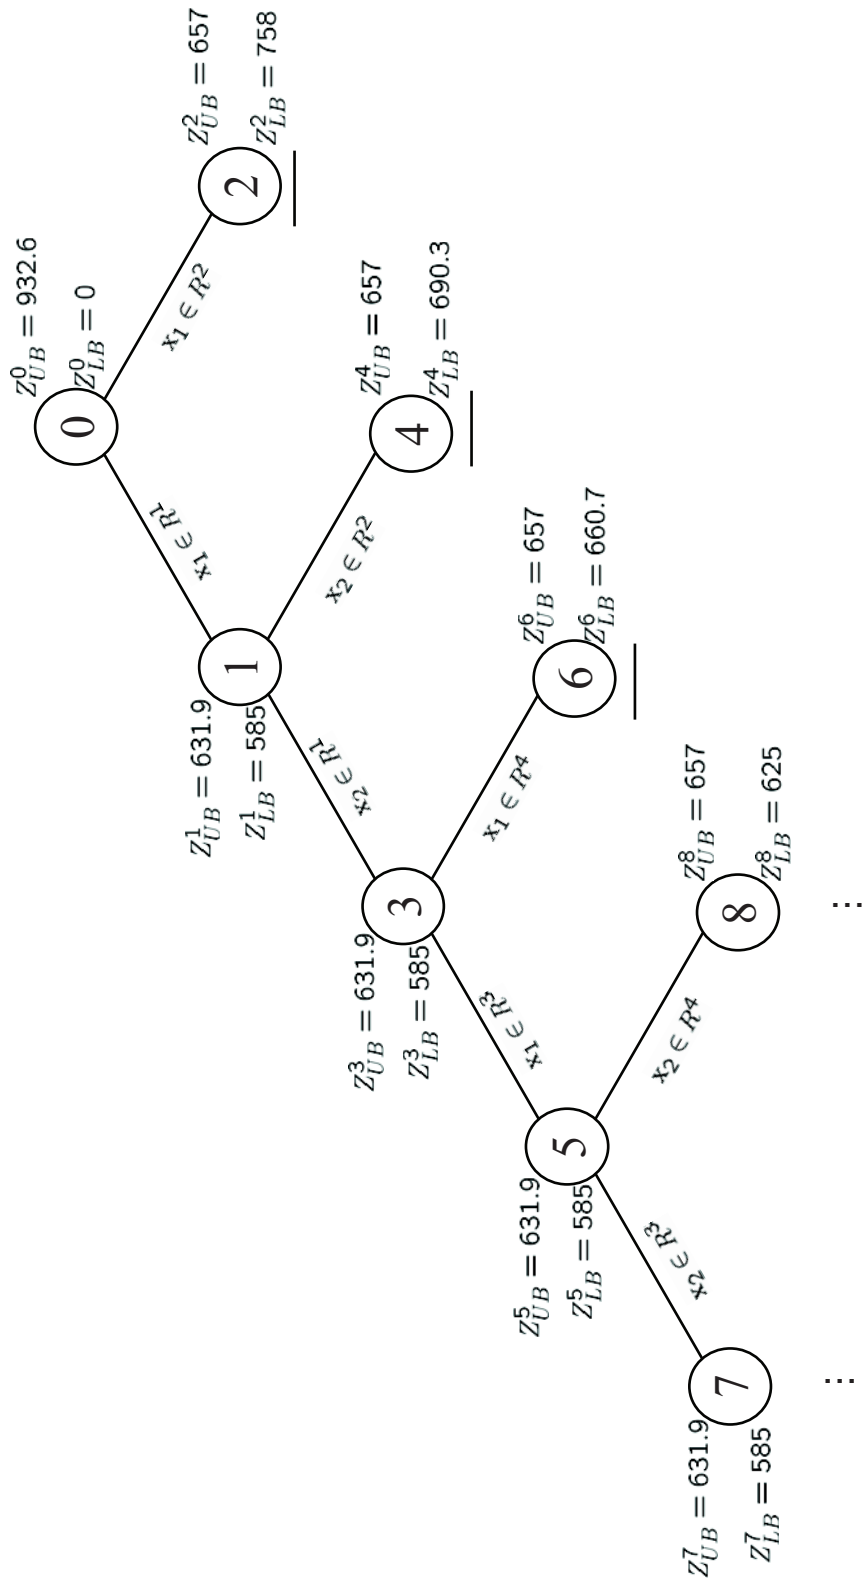 Z^0_{UB} = 932.6
Z^0_{LB} = 0
0
x_1 ∈ R^1
x_1 ∈ R^2
Z^1_{UB} = 631.9
Z^1_{LB} = 585
1
Z^2_{UB} = 657
Z^2_{LB} = 758
2
x_2 ∈ R^1
x_2 ∈ R^2
Z^3_{UB} = 631.9
Z^3_{LB} = 585
3
Z^4_{UB} = 657
Z^4_{LB} = 690.3
4
x_1 ∈ R^3
x_1 ∈ R^4
Z^5_{UB} = 631.9
Z^5_{LB} = 585
5
Z^6_{UB} = 657
Z^6_{LB} = 660.7
6
x_2 ∈ R^3
x_2 ∈ R^4
Z^7_{UB} = 631.9
Z^7_{LB} = 585
7
Z^8_{UB} = 657
Z^8_{LB} = 625
8
⋮
⋮